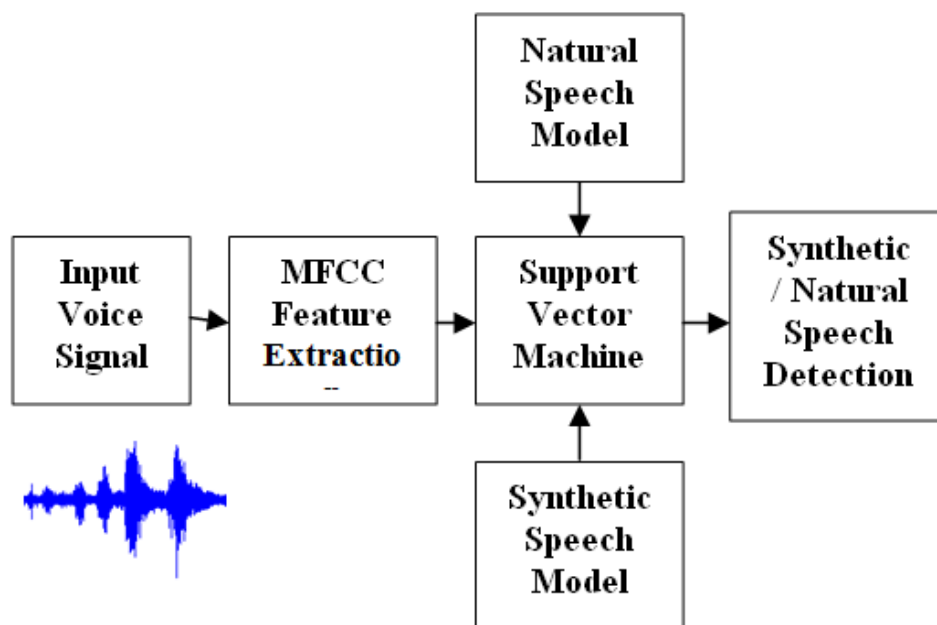 Natural
Speech
Model
Input
Voice
Signal
MFCC
Feature
Extractio
Support
Vector
Machine
Synthetic
/ Natural
Speech
Detection
Synthetic
Speech
Model